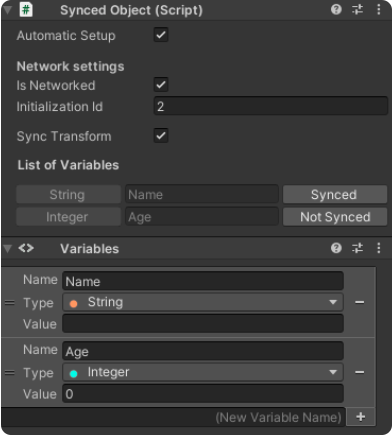 Synced Object (Script)
Automatic Setup
Network settings
Is Networked
Initialization Id 2
Sync Transform
List of Variables
String Name Synced
Integer Age Not Synced
Variables
Name Name
Type String
Value
Name Age
Type Integer
Value 0
(New Variable Name)